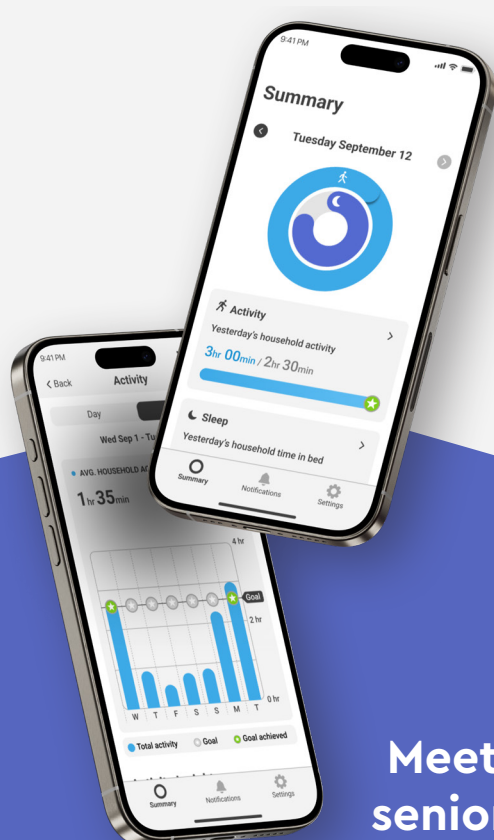 9:41 PM
Summary
Tuesday September 12
Activity
Yesterday's household activity
3hr 00min / 2hr 30min
Sleep
Yesterday's household time in bed
Summary
Notifications
Settings
9:41 PM
Back
Activity
Day
Wed Sep 1 - Tu
AVG. HOUSEHOLD AC
1hr 35min
4 hr
Goal
2 hr
0 hr
W T F S S M T
Total activity Goal Goal achieved
Summary
Notifications
Settings
Meet
senior